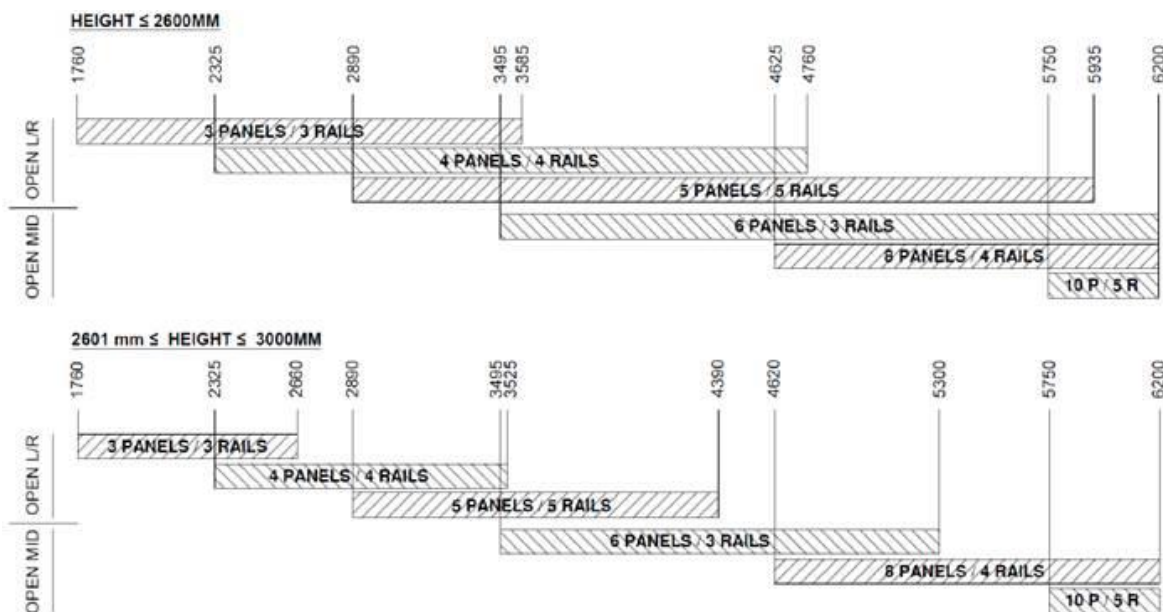 HEIGHT ≤ 2600MM
1760 2325 2890 3495 3585 4625 4760 5750 5935 6200
OPEN L/R
3 PANELS / 3 RAILS
4 PANELS / 4 RAILS
5 PANELS / 5 RAILS
OPEN MID
6 PANELS / 3 RAILS
8 PANELS / 4 RAILS
10 P / 5 R
2601 mm ≤ HEIGHT ≤ 3000MM
1760 2325 2660 2890 3495 3525 4390 4620 5300 5750 6200
OPEN L/R
3 PANELS / 3 RAILS
4 PANELS / 4 RAILS
5 PANELS / 5 RAILS
OPEN MID
6 PANELS / 3 RAILS
8 PANELS / 4 RAILS
10 P / 5 R